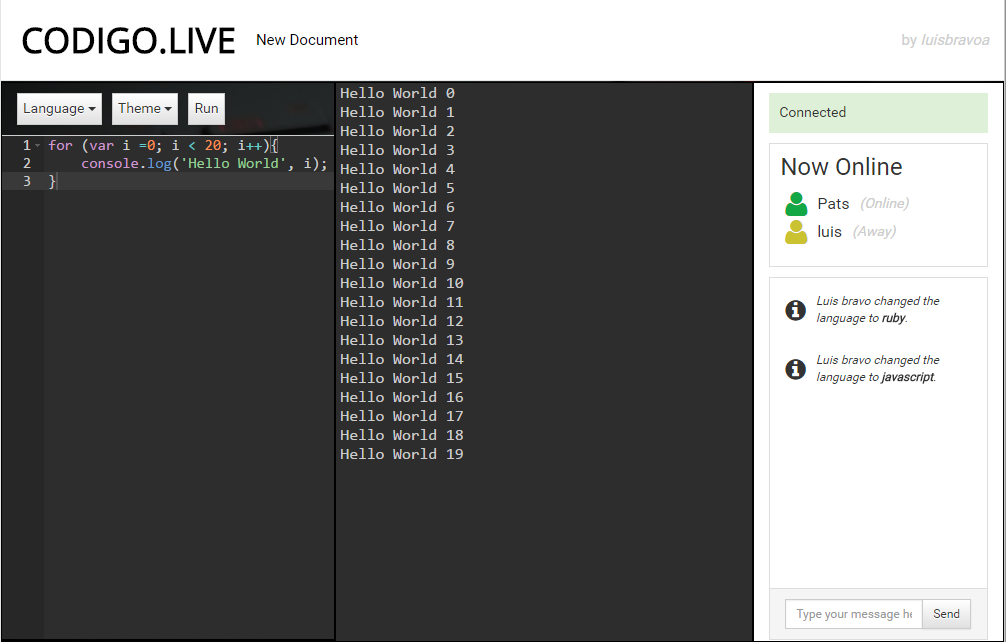 CODIGO.LIVE New Document by luisbravoa
Language Theme Run
1 for (var i =0; i < 20; i++){
2 console.log('Hello World', i);
3 }
Hello World 0
Hello World 1
Hello World 2
Hello World 3
Hello World 4
Hello World 5
Hello World 6
Hello World 7
Hello World 8
Hello World 9
Hello World 10
Hello World 11
Hello World 12
Hello World 13
Hello World 14
Hello World 15
Hello World 16
Hello World 17
Hello World 18
Hello World 19
Connected
Now Online
Pats (Online)
luis (Away)
Luis bravo changed the
language to ruby.
Luis bravo changed the
language to javascript.
Type your message he Send